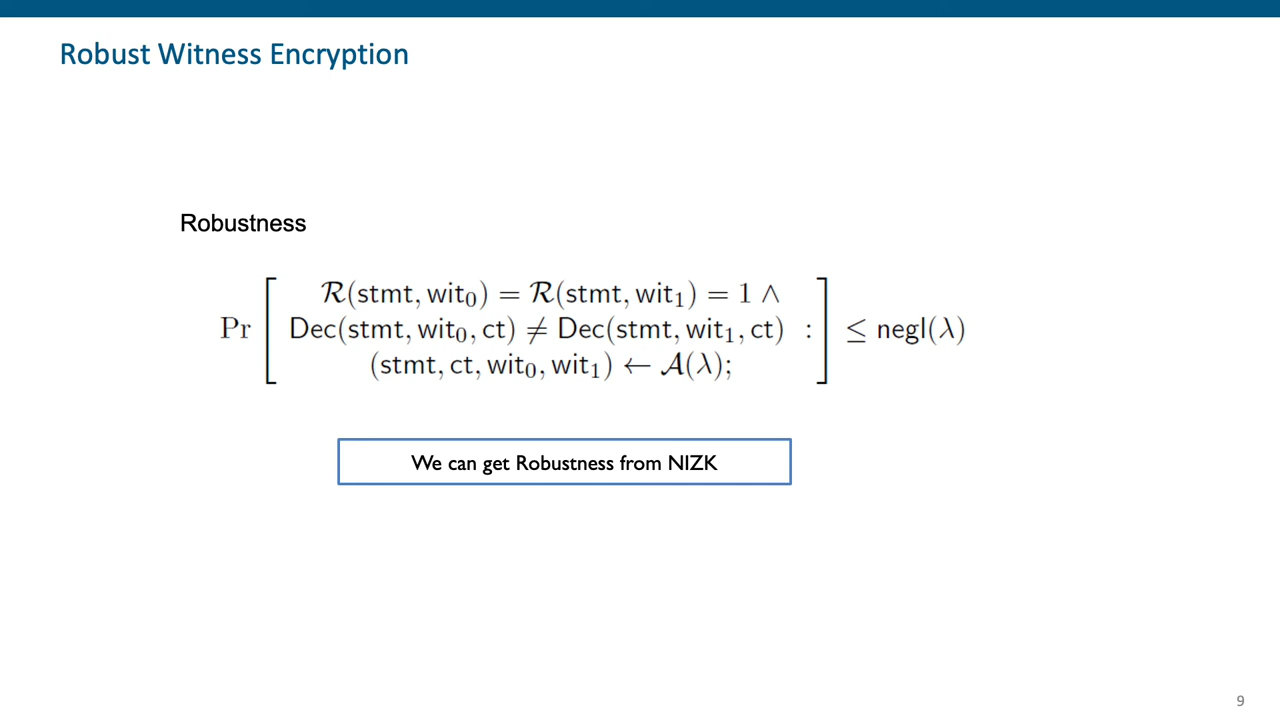 Robust Witness Encryption
Robustness
Pr [ R(stmt, wit₀) = R(stmt, wit₁) = 1 ∧
Dec(stmt, wit₀, ct) ≠ Dec(stmt, wit₁, ct) :
(stmt, ct, wit₀, wit₁) ← A(λ); ] ≤ negl(λ)
We can get Robustness from NIZK
9